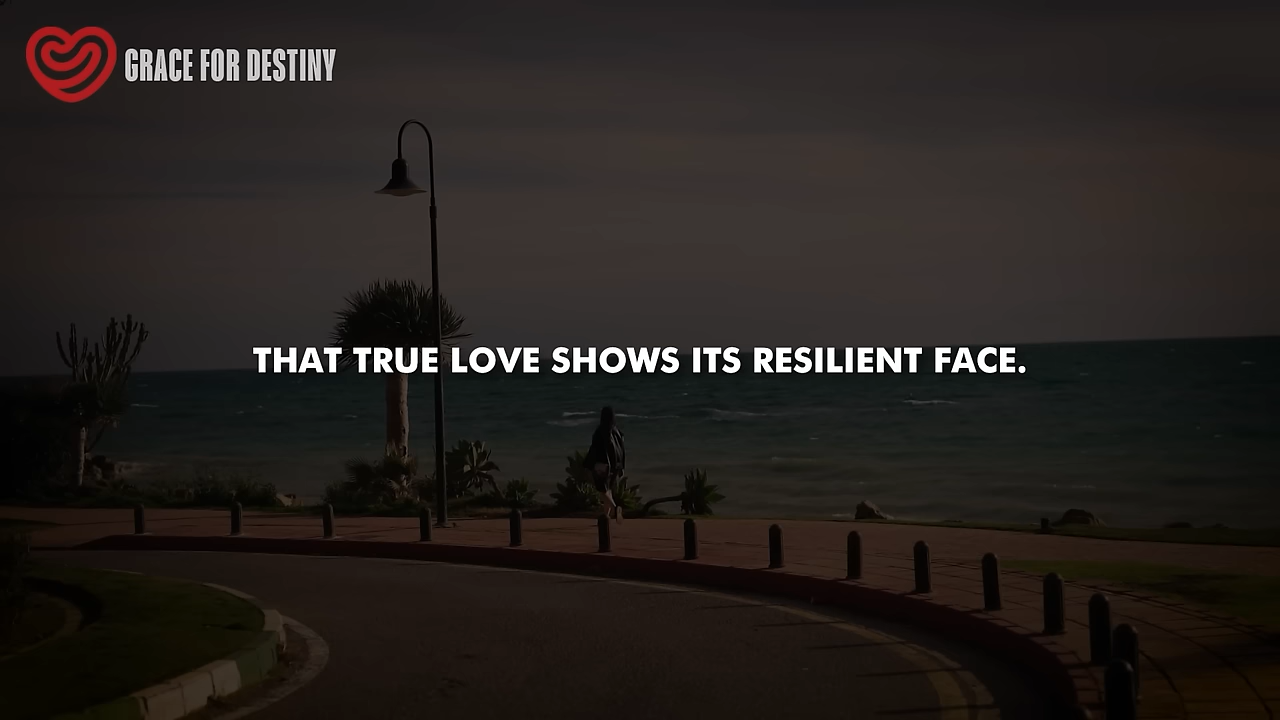 GRACE FOR DESTINY
THAT TRUE LOVE SHOWS ITS RESILIENT FACE.